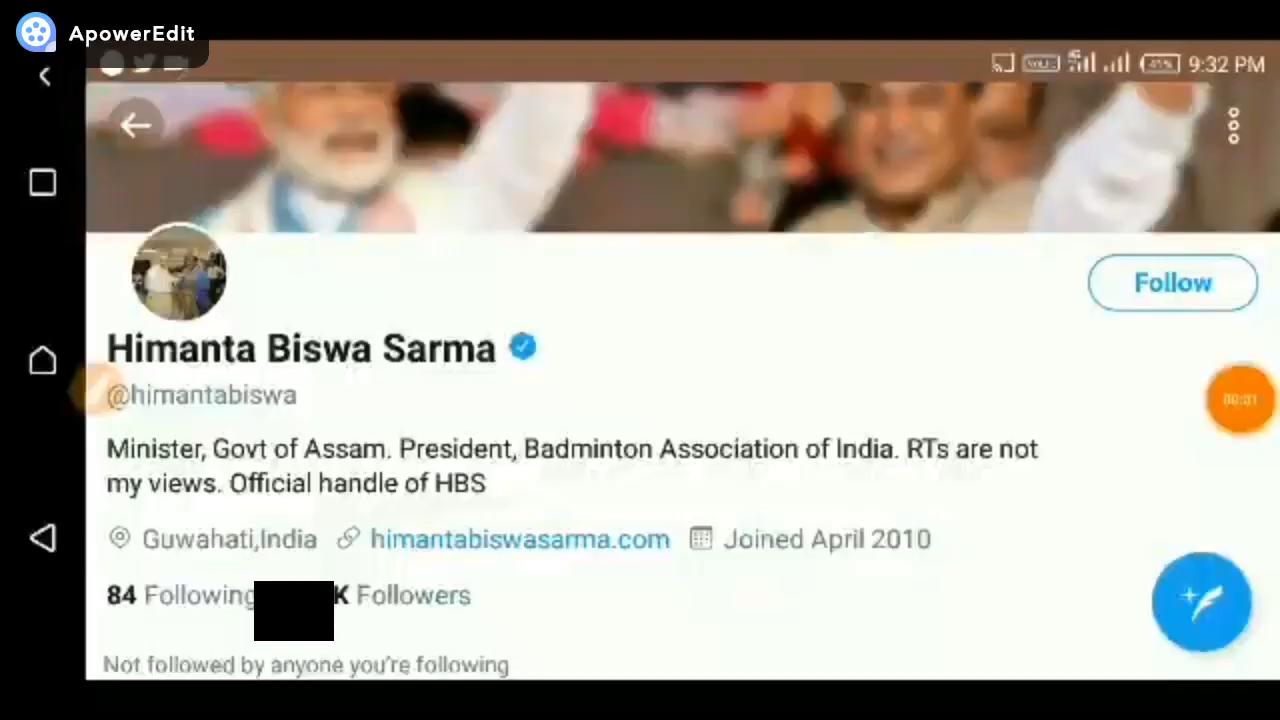 ApowerEdit
9:32 PM
Follow
Himanta Biswa Sarma
@himantabiswa
Minister, Govt of Assam. President, Badminton Association of India. RTs are not
my views. Official handle of HBS
Guwahati,India himantabiswasarma.com Joined April 2010
84 Following K Followers
Not followed by anyone you're following